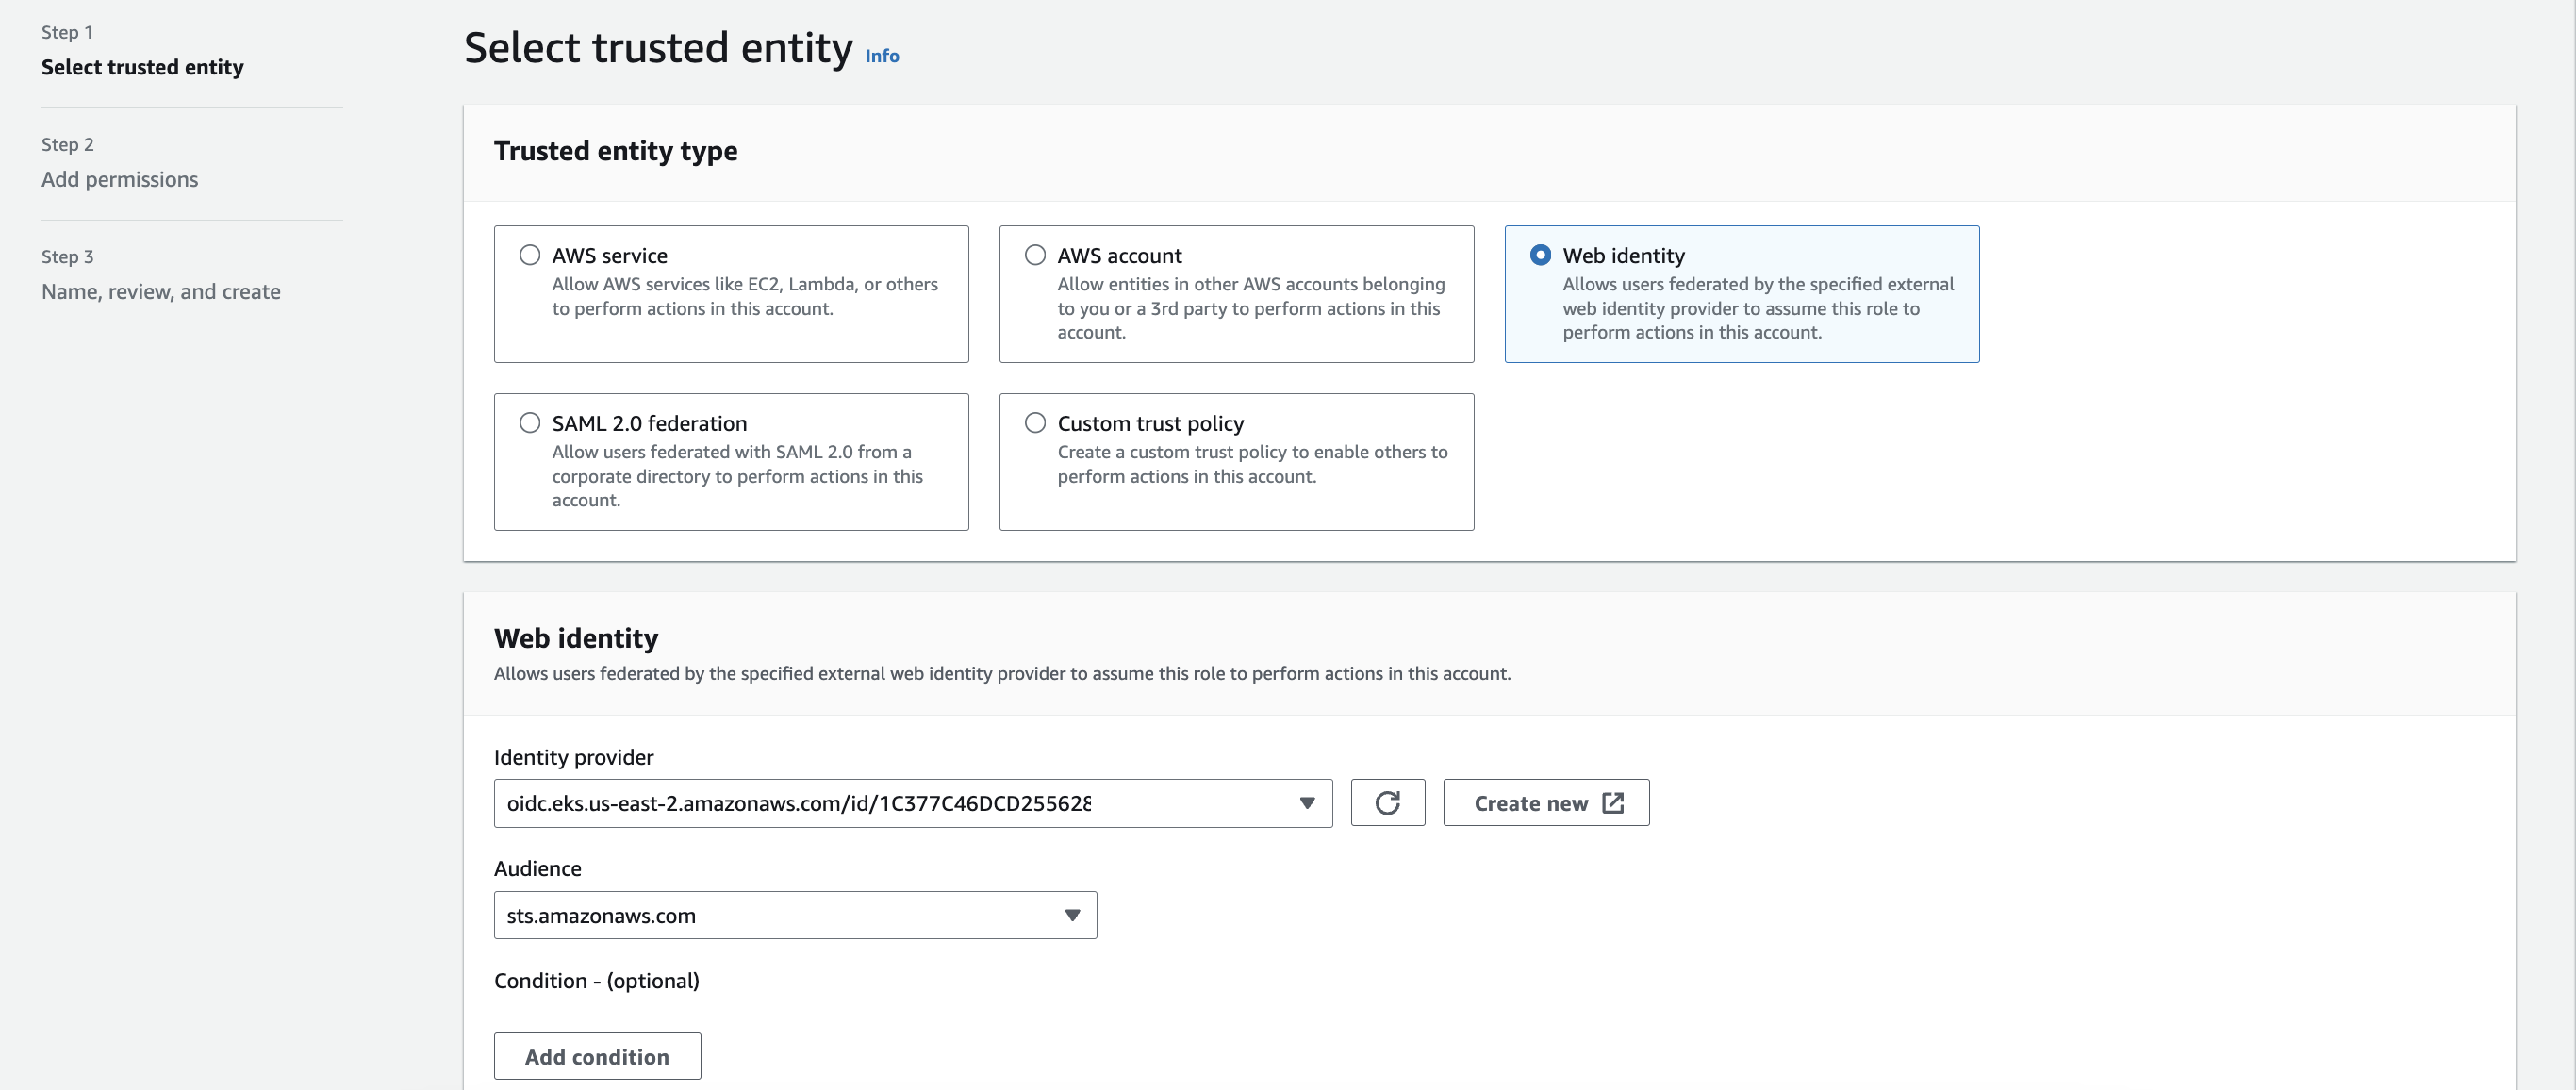 Step 1
Select trusted entity
Step 2
Add permissions
Step 3
Name, review, and create
Select trusted entity Info
Trusted entity type
AWS service
Allow AWS services like EC2, Lambda, or others
to perform actions in this account.
AWS account
Allow entities in other AWS accounts belonging
to you or a 3rd party to perform actions in this
account.
Web identity
Allows users federated by the specified external
web identity provider to assume this role to
perform actions in this account.
SAML 2.0 federation
Allow users federated with SAML 2.0 from a
corporate directory to perform actions in this
account.
Custom trust policy
Create a custom trust policy to enable others to
perform actions in this account.
Web identity
Allows users federated by the specified external web identity provider to assume this role to perform actions in this account.
Identity provider
oidc.eks.us-east-2.amazonaws.com/id/1C377C46DCD255628
Create new
Audience
sts.amazonaws.com
Condition - (optional)
Add condition